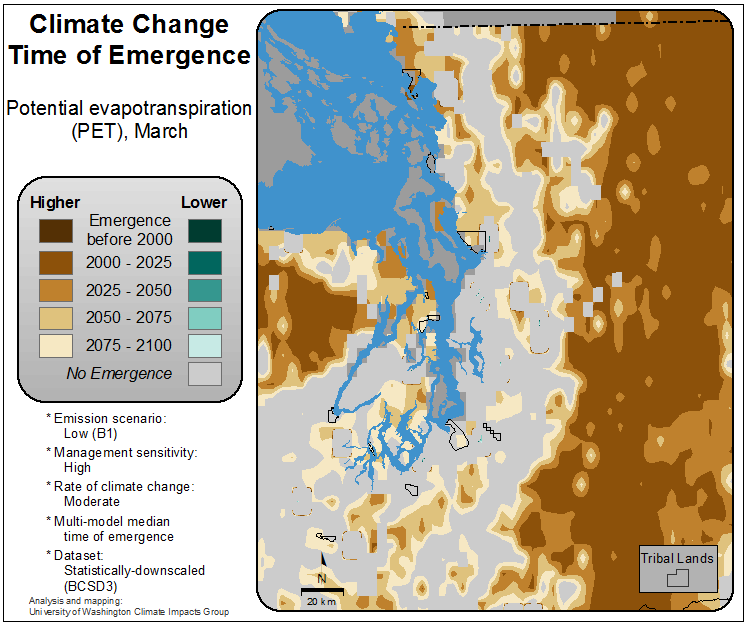 Climate Change
Time of Emergence
Potential evapotranspiration
(PET), March
Higher Lower
Emergence
before 2000
2000 - 2025
2025 - 2050
2050 - 2075
2075 - 2100
No Emergence
* Emission scenario:
Low (B1)
* Management sensitivity:
High
* Rate of climate change:
Moderate
* Multi-model median
time of emergence
* Dataset:
Statistically-downscaled
(BCSD3)
Analysis and mapping:
University of Washington Climate Impacts Group
N
20 km
Tribal Lands